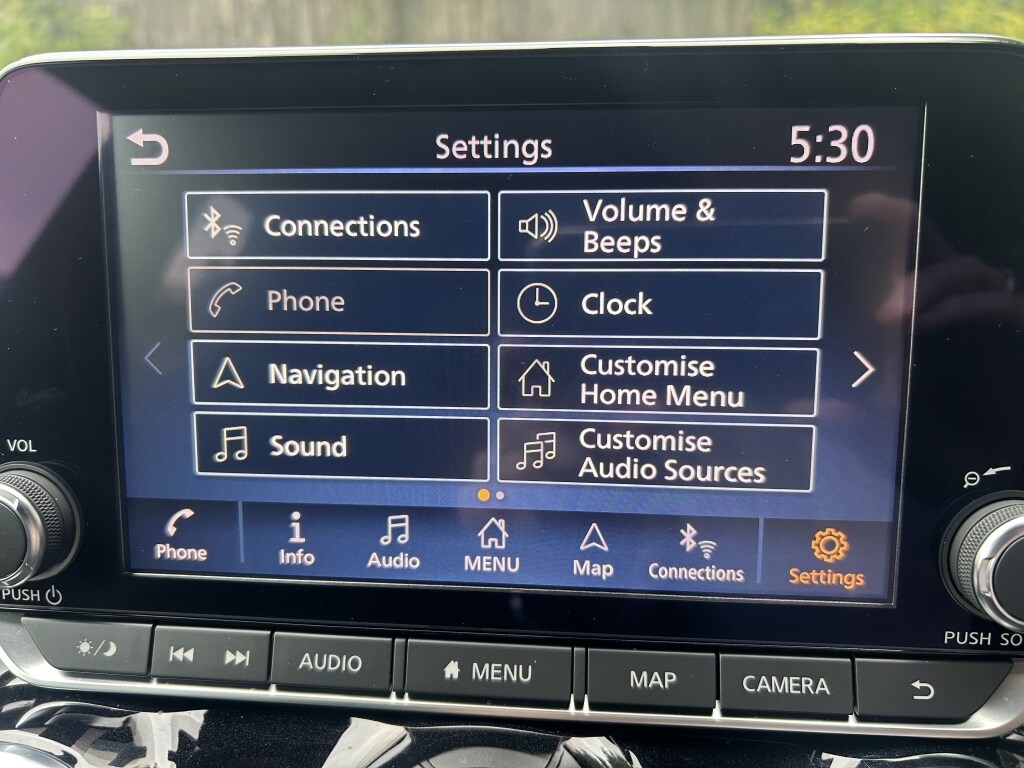 Settings
5:30
Connections
Volume &
Beeps
Phone
Clock
Navigation
Customise
Home Menu
Sound
Customise
Audio Sources
Phone
Info
Audio
MENU
Map
Connections
Settings
VOL
PUSH
AUDIO
MENU
MAP
CAMERA
PUSH SO